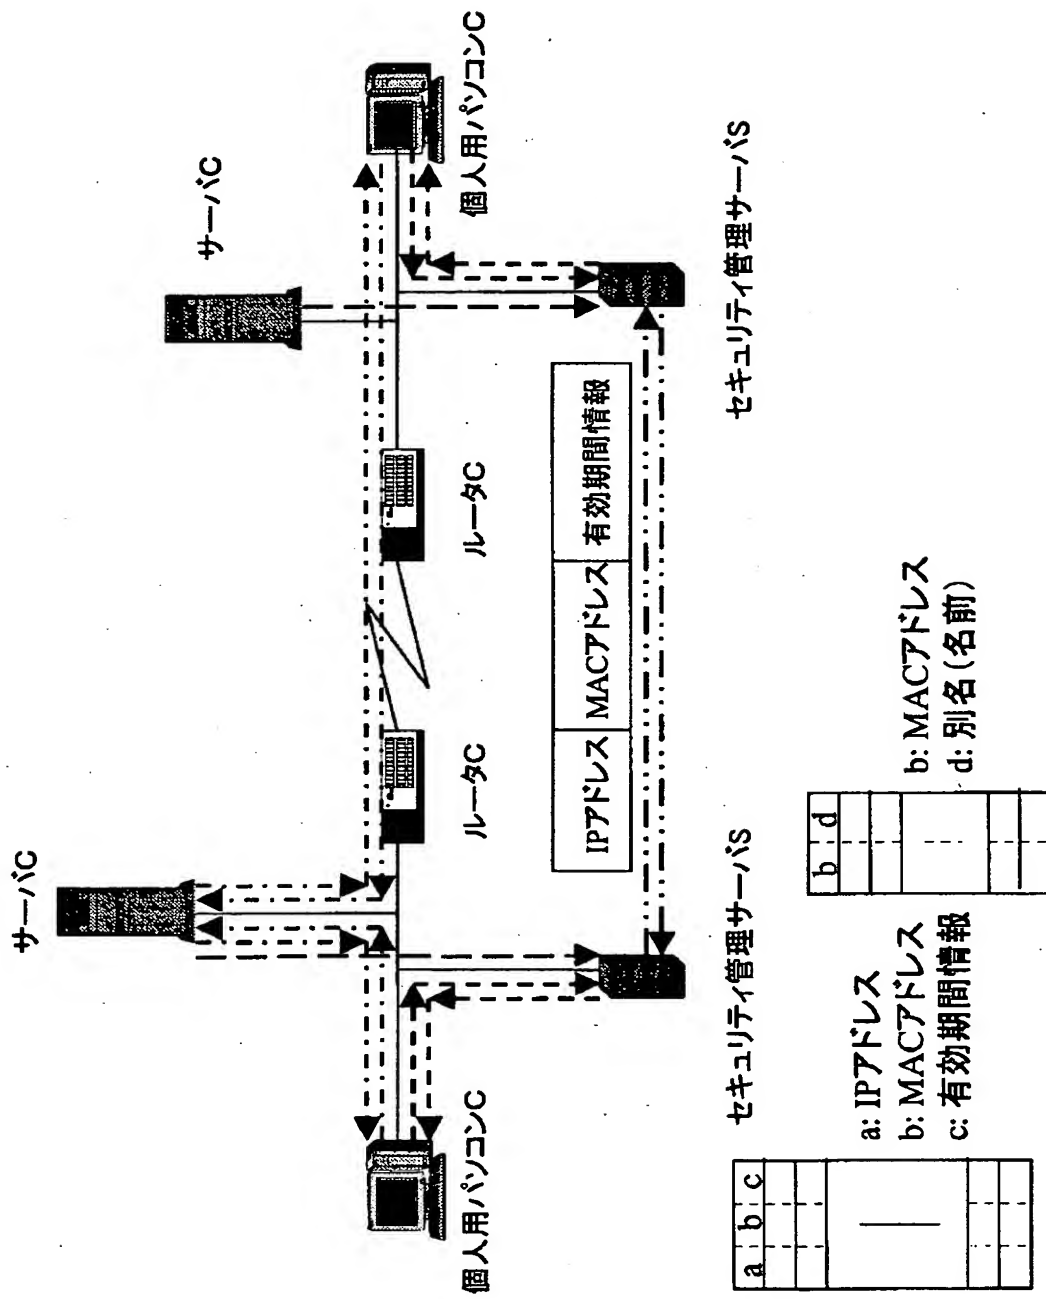 サーバC
サーバC
個人用パソコンC
ルータC
ルータC
個人用パソコンC
IPアドレス MACアドレス 有効期間情報
セキュリティ管理サーバS
セキュリティ管理サーバS
a b c
a: IPアドレス
b: MACアドレス
c: 有効期間情報
b d
b: MACアドレス
d: 別名(名前)